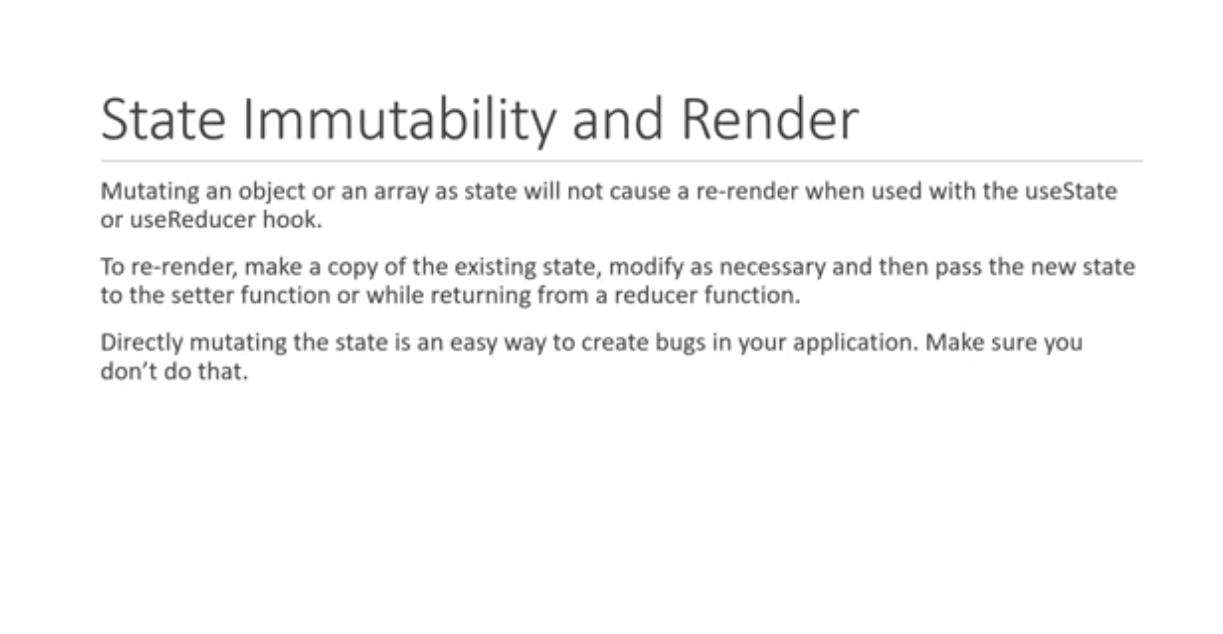 State Immutability and Render
Mutating an object or an array as state will not cause a re-render when used with the useState
or useReducer hook.
To re-render, make a copy of the existing state, modify as necessary and then pass the new state
to the setter function or while returning from a reducer function.
Directly mutating the state is an easy way to create bugs in your application. Make sure you
don’t do that.